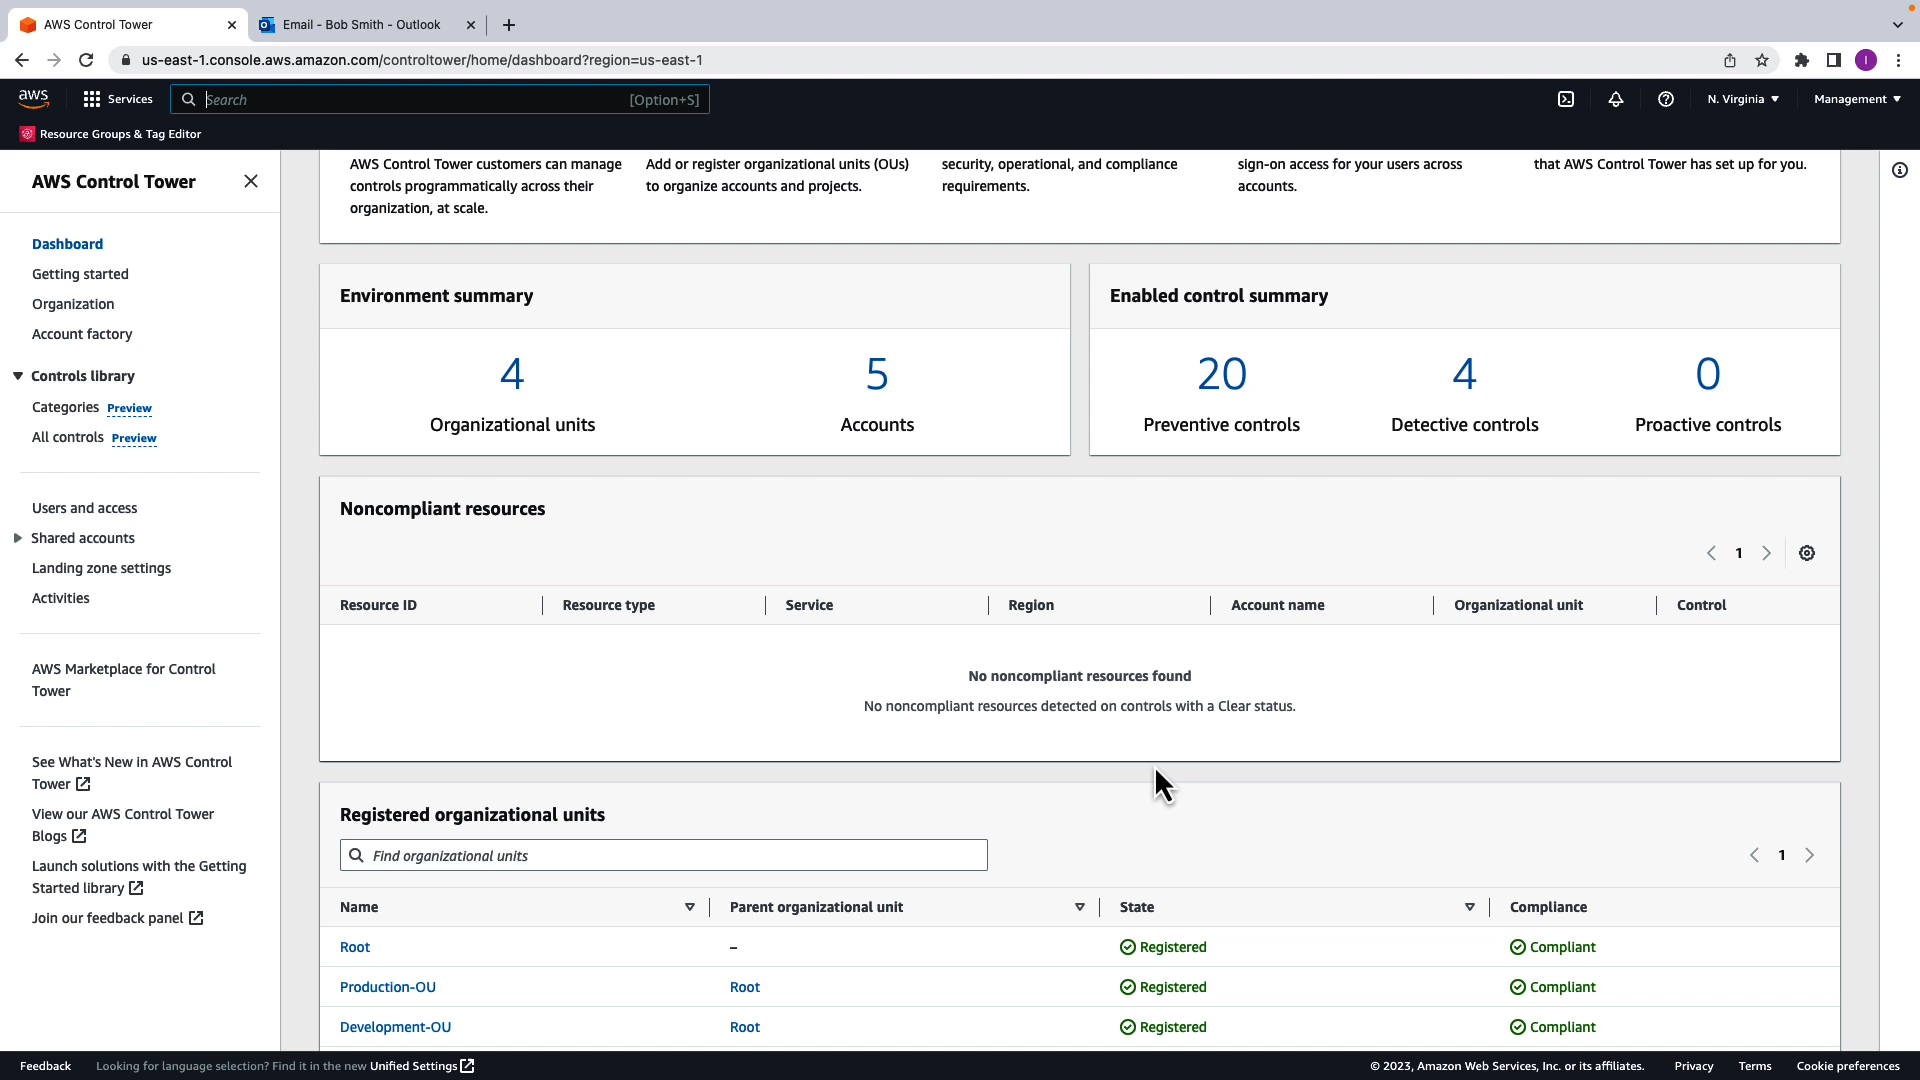 AWS Control Tower
Email - Bob Smith - Outlook
us-east-1.console.aws.amazon.com/controltower/home/dashboard?region=us-east-1
aws
Services
Search
[Option+S]
N. Virginia
Management
I
Resource Groups & Tag Editor
AWS Control Tower
Dashboard
Getting started
Organization
Account factory
Controls library
Categories Preview
All controls Preview
Users and access
Shared accounts
Landing zone settings
Activities
AWS Marketplace for Control
Tower
See What's New in AWS Control
Tower
View our AWS Control Tower
Blogs
Launch solutions with the Getting
Started library
Join our feedback panel
AWS Control Tower customers can manage
controls programmatically across their
organization, at scale.
Add or register organizational units (OUs)
to organize accounts and projects.
security, operational, and compliance
requirements.
sign-on access for your users across
accounts.
that AWS Control Tower has set up for you.
Environment summary
4
Organizational units
5
Accounts
Enabled control summary
20
Preventive controls
4
Detective controls
0
Proactive controls
Noncompliant resources
1
Resource ID Resource type Service Region Account name Organizational unit Control
No noncompliant resources found
No noncompliant resources detected on controls with a Clear status.
Registered organizational units
Find organizational units
1
Name Parent organizational unit State Compliance
Root – Registered Compliant
Production-OU Root Registered Compliant
Development-OU Root Registered Compliant
Feedback Looking for language selection? Find it in the new Unified Settings © 2023, Amazon Web Services, Inc. or its affiliates. Privacy Terms Cookie preferences